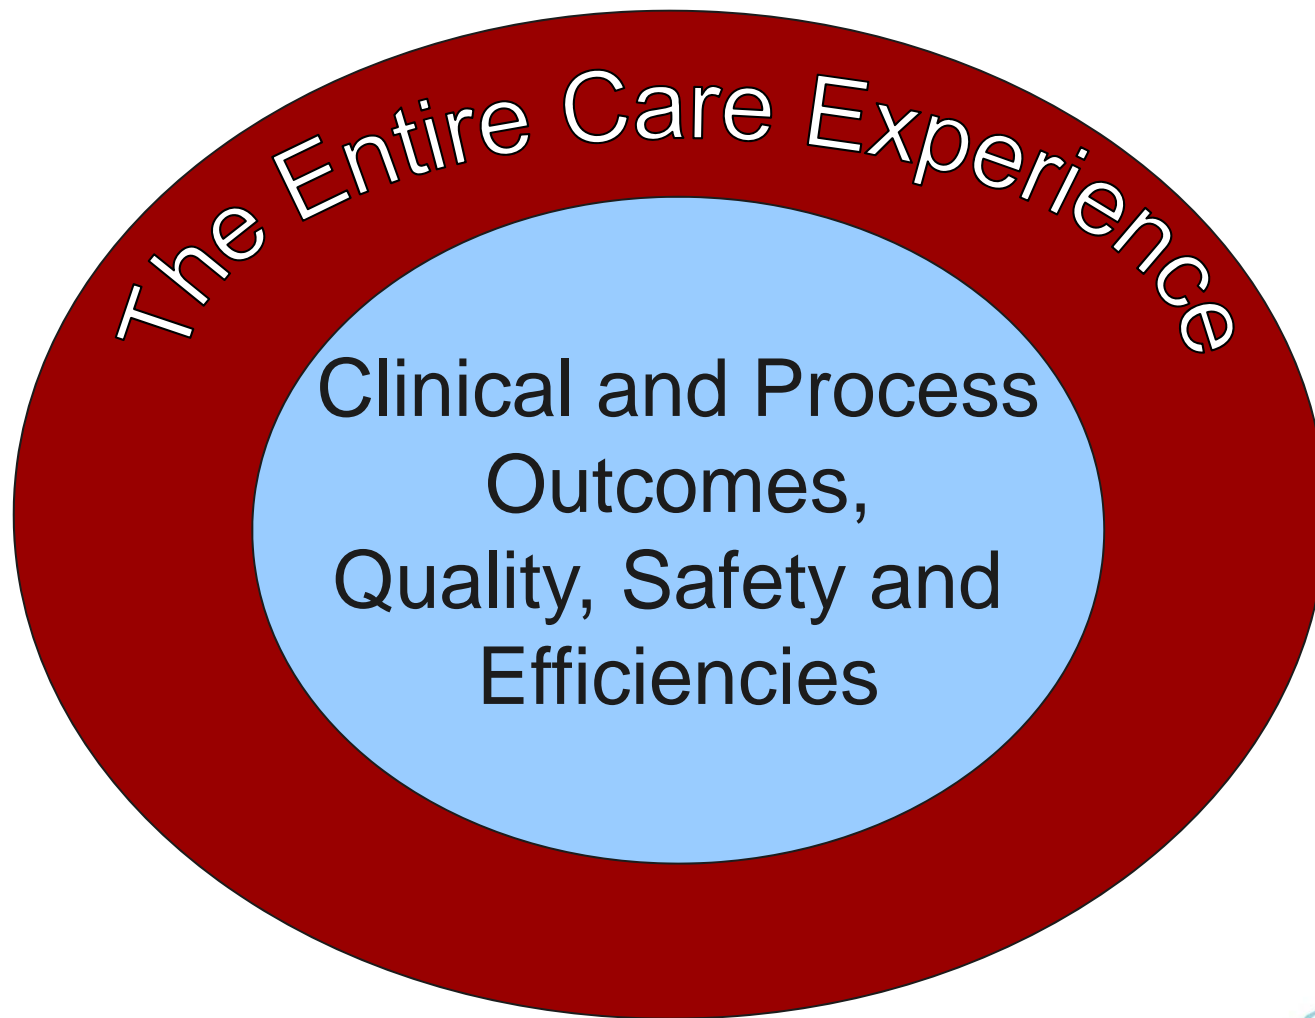 The Entire Care Experience
Clinical and Process
Outcomes,
Quality, Safety and
Efficiencies